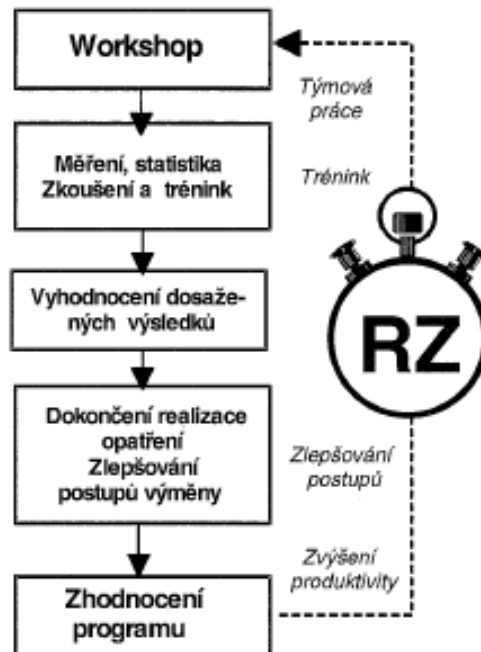 Workshop
Měření, statistika
Zkoušení a trénink
Vyhodnocení dosaže-
ných výsledků
Dokončení realizace
opatření
Zlepšování
postupů výměny
Zhodnocení
programu
Týmová
práce
Trénink
RZ
Zlepšování
postupů
Zvýšení
produktivity